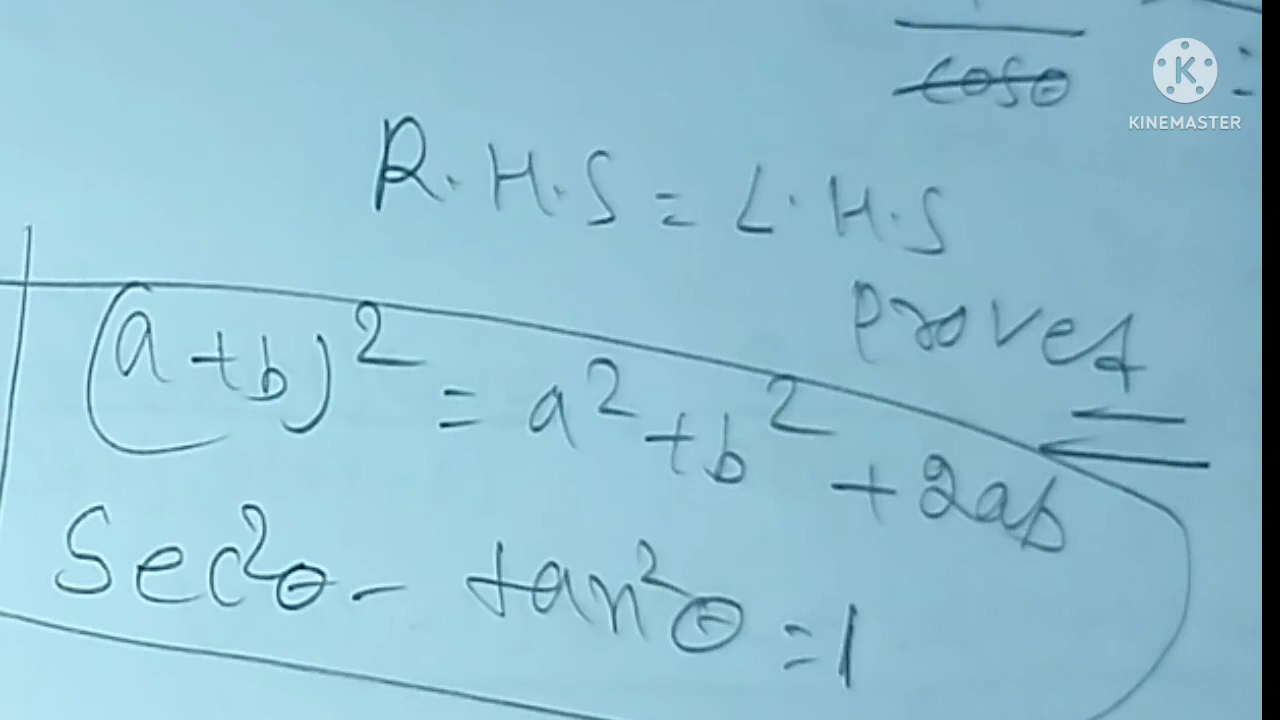 cosθ
KINEMASTER
R.H.S = L.H.S
proved
(a+b)² = a² + b² + 2ab
Sec²θ - tan²θ = 1